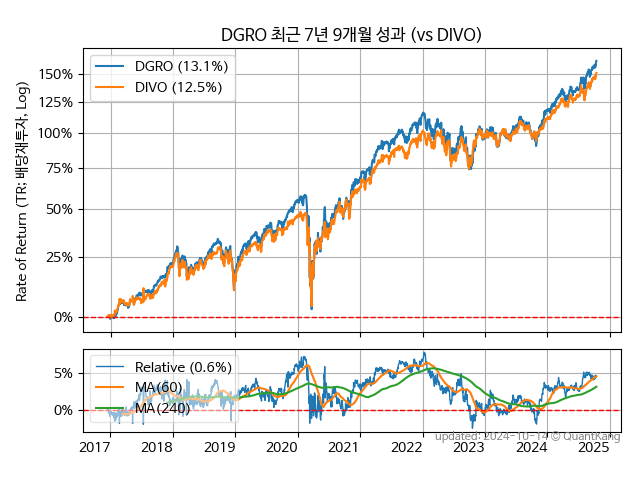 DGRO 최근 7년 9개월 성과 (vs DIVO)
Rate of Return (TR: 배당재투자, Log)
DGRO (13.1%)
DIVO (12.5%)
150%
125%
100%
75%
50%
25%
0%
Relative (0.6%)
MA(60)
MA(240)
5%
0%
2017 2018 2019 2020 2021 2022 2023 2024 2025
updated: 2024-10-14 © QuantKang